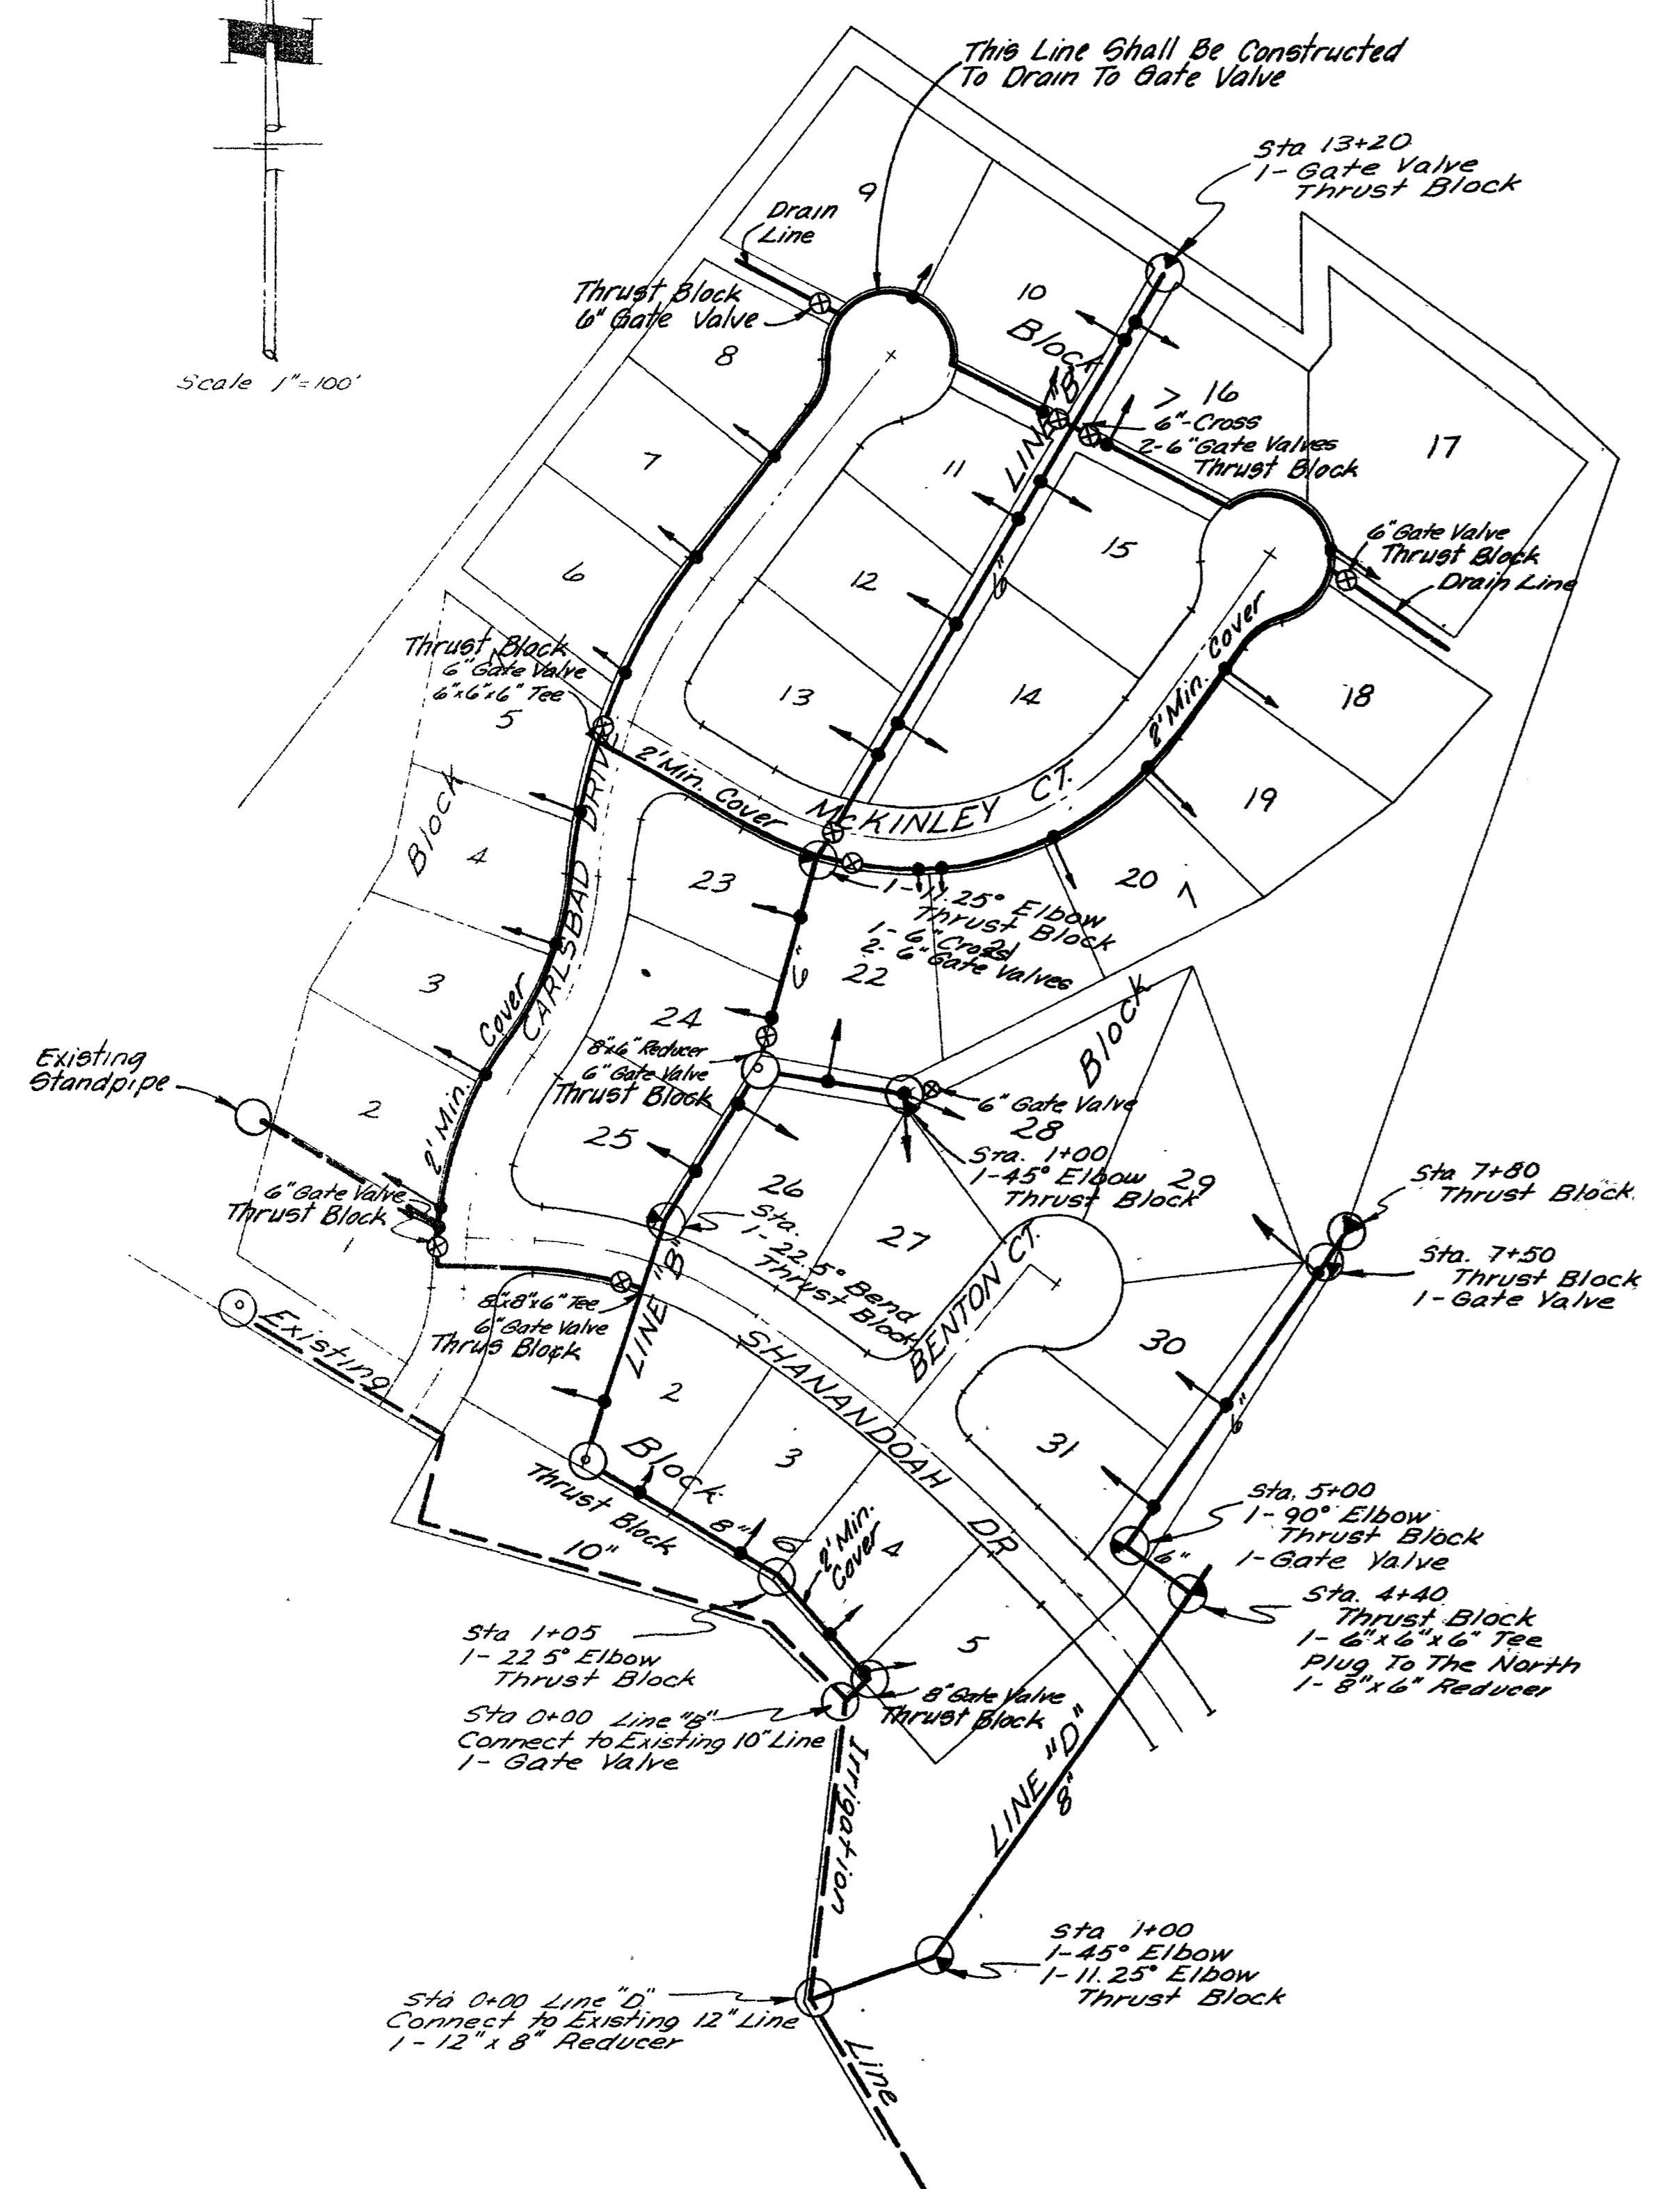 This Line Shall Be Constructed
To Drain To Gate Valve
Sta 13+20
1-Gate Valve
Thrust Block
Scale 1"=100'
Drain
Line
9
Thrust Block
6" Gate Valve
8
10
Block
7
16
6"-Cross
2-6" Gate Valves
Thrust Block
17
LINE "B"
7
11
15
6" Gate Valve
Thrust Block
Drain Line
6
12
6"
Thrust Block
6" Gate Valve
6"x6"x6" Tee
5
13
14
2' Min. Cover
18
2' Min. Cover
McKINLEY CT.
19
Block
4
CARLSBAD DRIVE
23
20
7
1-11.25° Elbow
Thrust Block
1-6" Cross
2-6" Gate Valves
21
22
6"
3
24
2' Min. Cover
Block
Existing
Standpipe
8"x6" Reducer
6" Gate Valve
Thrust Block
2
25
6" Gate Valve
28
Sta. 1+00
1-45° Elbow
Thrust Block
29
26
Sta.
1-22.5° Bend
Thrust Block
27
6" Gate Valve
Thrust Block
1
Sta 7+80
Thrust Block
Sta. 7+50
Thrust Block
1-Gate Valve
BENTON CT.
Existing
8"x8"x6" Tee
6" Gate Valve
Thrus Block
LINE "B"
SHANANDOAH DR
30
6"
2
Block
3
31
Thrust Block
8"
6
10"
2' Min.
Cover
4
Sta. 5+00
1-90° Elbow
Thrust Block
1-Gate Valve
6"
Sta. 4+40
Thrust Block
1-6"x6"x6" Tee
Plug To The North
1-8"x6" Reducer
5
Sta 1+05
1-22 5° Elbow
Thrust Block
Sta 0+00 Line "B"
Connect to Existing 10" Line
1-Gate Valve
8" Gate Valve
Thrust Block
LINE "D"
8"
Irrigation
Sta 1+00
1-45° Elbow
1-11.25° Elbow
Thrust Block
Sta 0+00 Line "D"
Connect to Existing 12" Line
1-12"x 8" Reducer
Line